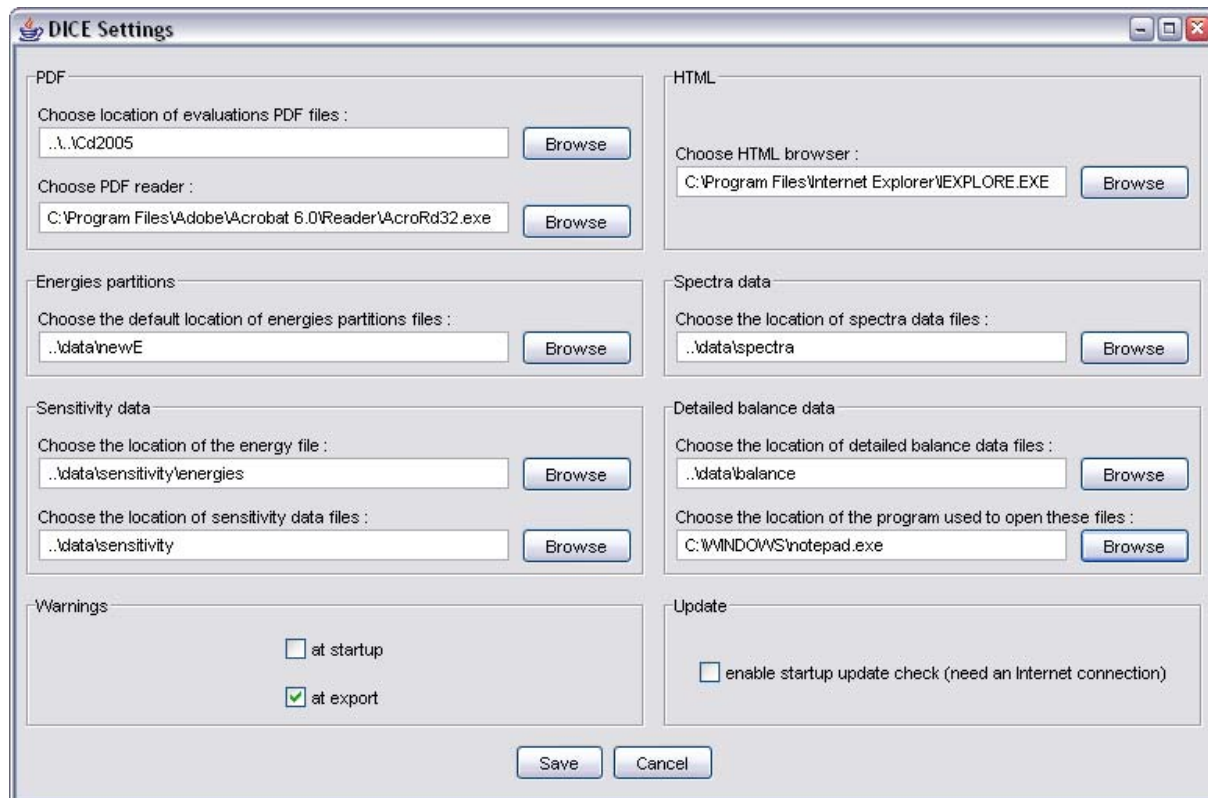 DICE Settings
PDF
Choose location of evaluations PDF files :
..\..\Cd2005
Browse
Choose PDF reader :
C:\Program Files\Adobe\Acrobat 6.0\Reader\AcroRd32.exe
Browse
HTML
Choose HTML browser :
C:\Program Files\Internet Explorer\IEXPLORE.EXE
Browse
Energies partitions
Choose the default location of energies partitions files :
..\data\newE
Browse
Spectra data
Choose the location of spectra data files :
..\data\spectra
Browse
Sensitivity data
Choose the location of the energy file :
..\data\sensitivity\energies
Browse
Choose the location of sensitivity data files :
..\data\sensitivity
Browse
Detailed balance data
Choose the location of detailed balance data files :
..\data\balance
Browse
Choose the location of the program used to open these files :
C:\WINDOWS\notepad.exe
Browse
Warnings
at startup
at export
Update
enable startup update check (need an Internet connection)
Save
Cancel